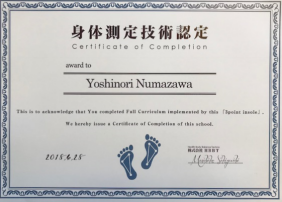 身体測定技術認定
Certificate of Completion
award to
Yoshinori Numazawa
This is to acknowledge that You completed Full Curriculum implemented by this 「3point insole」.
We hereby issue a Certificate of Completion of this school.
2018,6,15